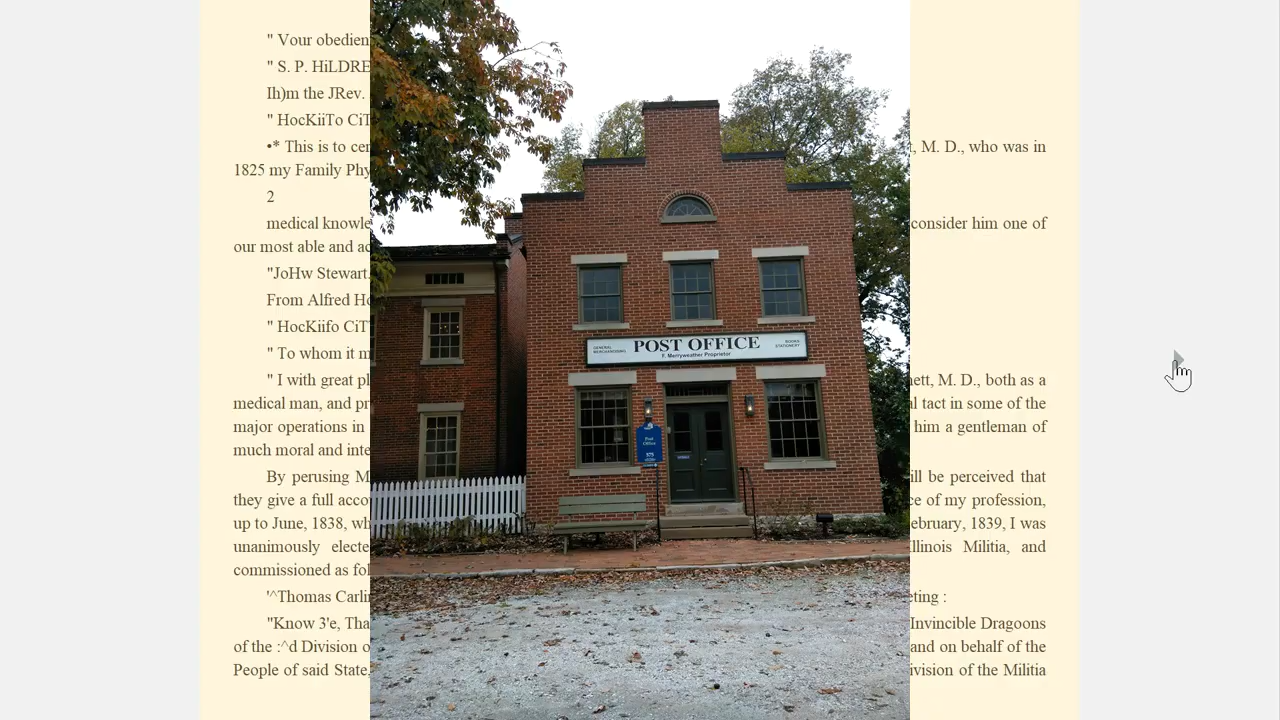 " Vour obedien
" S. P. HiLDRE
Ih)m the JRev.
" HocKiiTo CiT
•* This is to cer
, M. D., who was in
1825 my Family Phy
2
medical knowle
consider him one of
our most able and ac
"JoHw Stewart.
From Alfred Ho
" HocKiifo CiT
" To whom it m
" I with great pl
nett, M. D., both as a
medical man, and pr
al tact in some of the
major operations in
him a gentleman of
much moral and inte
By perusing M
ill be perceived that
they give a full acco
ce of my profession,
up to June, 1838, wh
ebruary, 1839, I was
unanimously electe
Illinois Militia, and
commissioned as fol
'^Thomas Carlin
eting :
"Know 3'e, Tha
Invincible Dragoons
of the :^d Division o
and on behalf of the
People of said State,
ivision of the Militia
GENERAL
MERCHANDISING
POST OFFICE
F. Merryweather Proprietor
BOOKS
STATIONERY
Post
Office
575